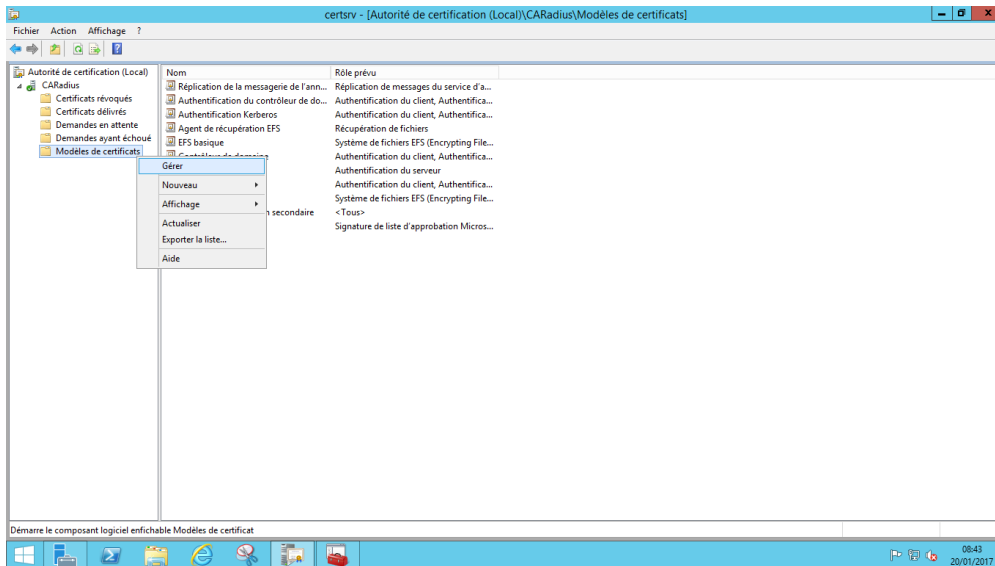 certsrv - [Autorité de certification (Local)\CARadius\Modèles de certificats]
Fichier Action Affichage ?
Autorité de certification (Local)
CARadius
Certificats révoqués
Certificats délivrés
Demandes en attente
Demandes ayant échoué
Modèles de certificats
Nom Rôle prévu
Réplication de la messagerie de l'ann... Réplication de messages du service d'a...
Authentification du contrôleur de do... Authentification du client, Authentifica...
Authentification Kerberos Authentification du client, Authentifica...
Agent de récupération EFS Récupération de fichiers
EFS basique Système de fichiers EFS (Encrypting File...
Contrôleur de domaine Authentification du client, Authentifica...
Authentification du serveur
Authentification du client, Authentifica...
Système de fichiers EFS (Encrypting File...
n secondaire <Tous>
Signature de liste d'approbation Micros...
Gérer
Nouveau
Affichage
Actualiser
Exporter la liste...
Aide
Démarre le composant logiciel enfichable Modèles de certificat
08:43
20/01/2017